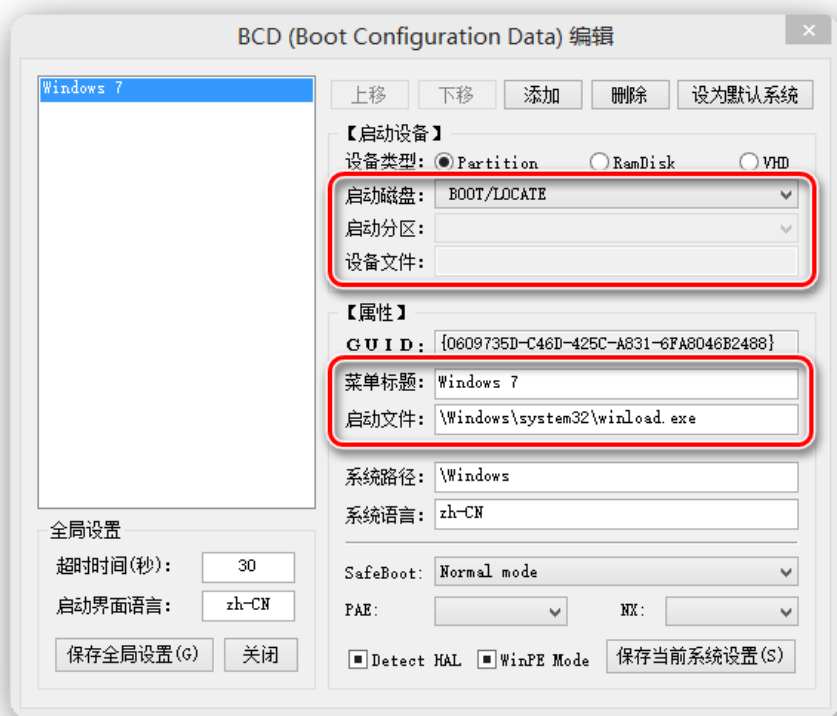 BCD (Boot Configuration Data) 编辑
Windows 7
上移 下移 添加 删除 设为默认系统
【启动设备】
设备类型: Partition RamDisk VHD
启动磁盘: BOOT/LOCATE
启动分区:
设备文件:
【属性】
GUID: {0609735D-C46D-425C-A831-6FA8046B2488}
菜单标题: Windows 7
启动文件: \Windows\system32\winload.exe
系统路径: \Windows
系统语言: zh-CN
SafeBoot: Normal mode
PAE: NX:
Detect HAL WinPE Mode 保存当前系统设置(S)
全局设置
超时时间(秒): 30
启动界面语言: zh-CN
保存全局设置(G) 关闭